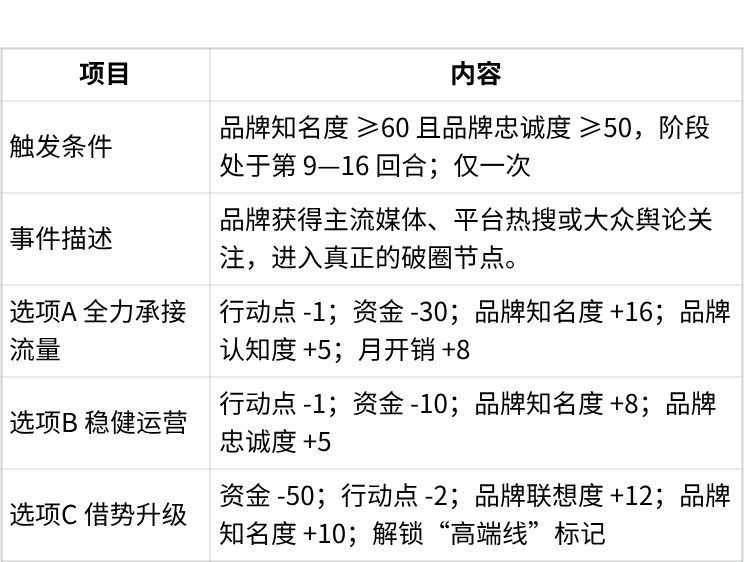 项目
内容
触发条件
品牌知名度 ≥60 且品牌忠诚度 ≥50，阶段
处于第 9—16 回合；仅一次
事件描述
品牌获得主流媒体、平台热搜或大众舆论关
注，进入真正的破圈节点。
选项A 全力承接
流量
行动点 -1；资金 -30；品牌知名度 +16；品牌
认知度 +5；月开销 +8
选项B 稳健运营
行动点 -1；资金 -10；品牌知名度 +8；品牌
忠诚度 +5
选项C 借势升级
资金 -50；行动点 -2；品牌联想度 +12；品牌
知名度 +10；解锁“高端线”标记